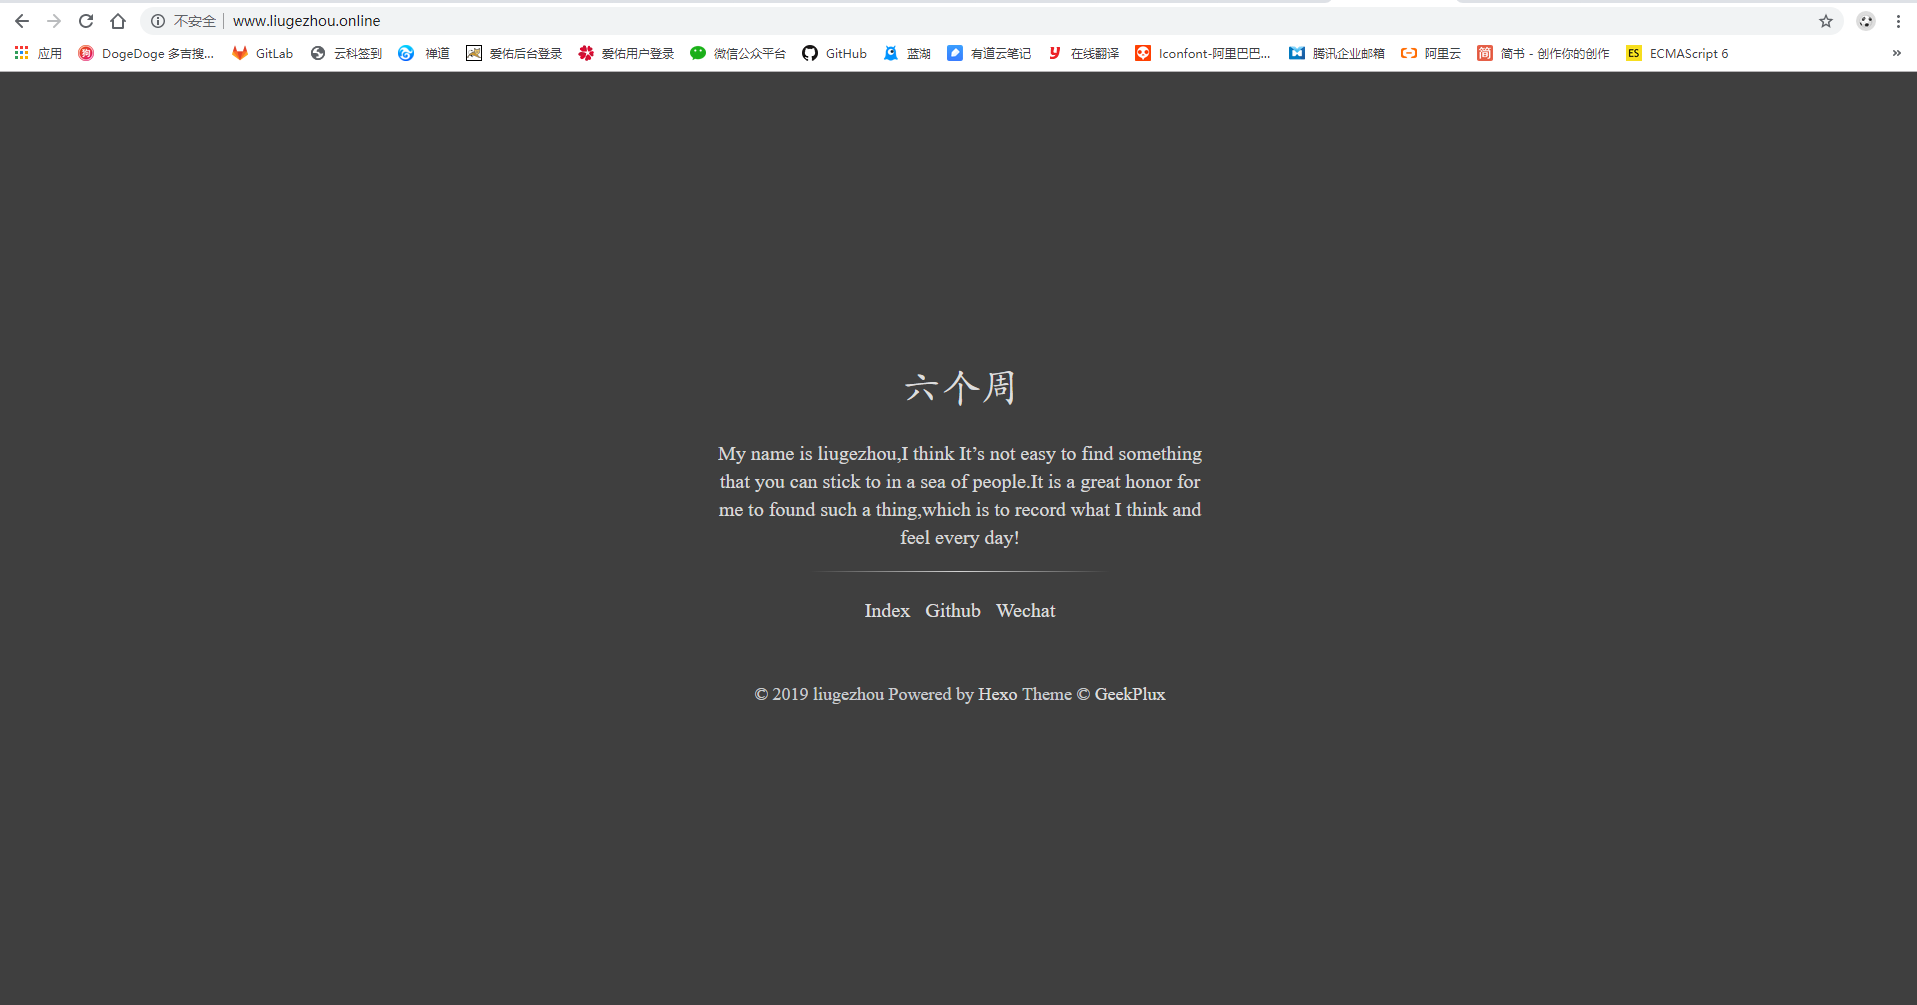 不安全 www.liugezhou.online
应用 DogeDoge 多吉搜... GitLab 云科签到 禅道 爱佑后台登录 爱佑用户登录 微信公众平台 GitHub 蓝湖 有道云笔记 在线翻译 Iconfont-阿里巴巴... 腾讯企业邮箱 阿里云 简书 - 创作你的创作 ES ECMAScript 6 »
六个周
My name is liugezhou,I think It’s not easy to find something
that you can stick to in a sea of people.It is a great honor for
me to found such a thing,which is to record what I think and
feel every day!
Index Github Wechat
© 2019 liugezhou Powered by Hexo Theme © GeekPlux